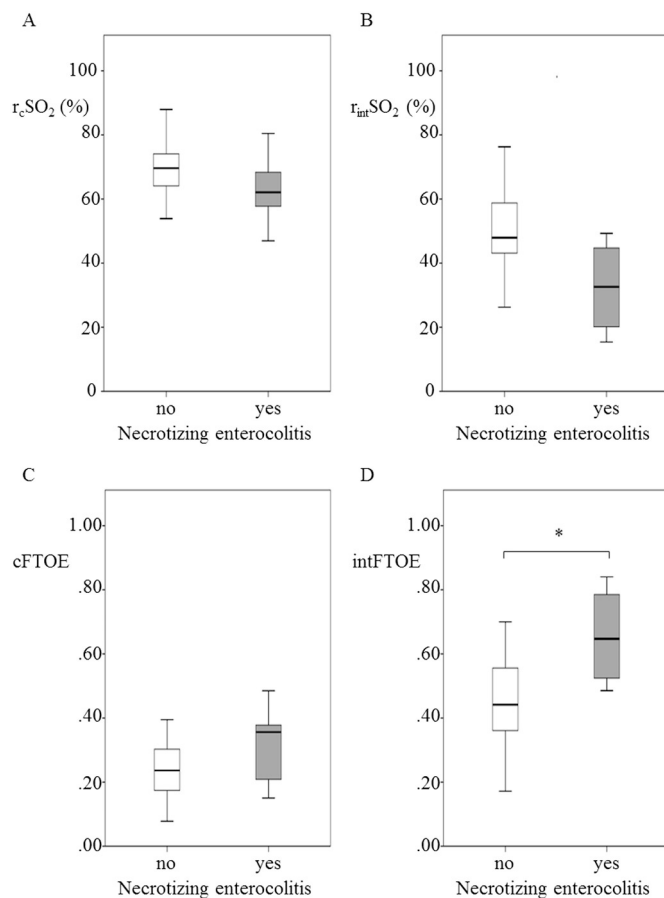 A
100
r_cSO_2 (%)
80
60
40
20
0
no yes
Necrotizing enterocolitis
B
100
r_intSO_2 (%)
80
60
40
20
0
no yes
Necrotizing enterocolitis
C
1.00
cFTOE
.80
.60
.40
.20
.00
no yes
Necrotizing enterocolitis
D
1.00
*
intFTOE
.80
.60
.40
.20
.00
no yes
Necrotizing enterocolitis